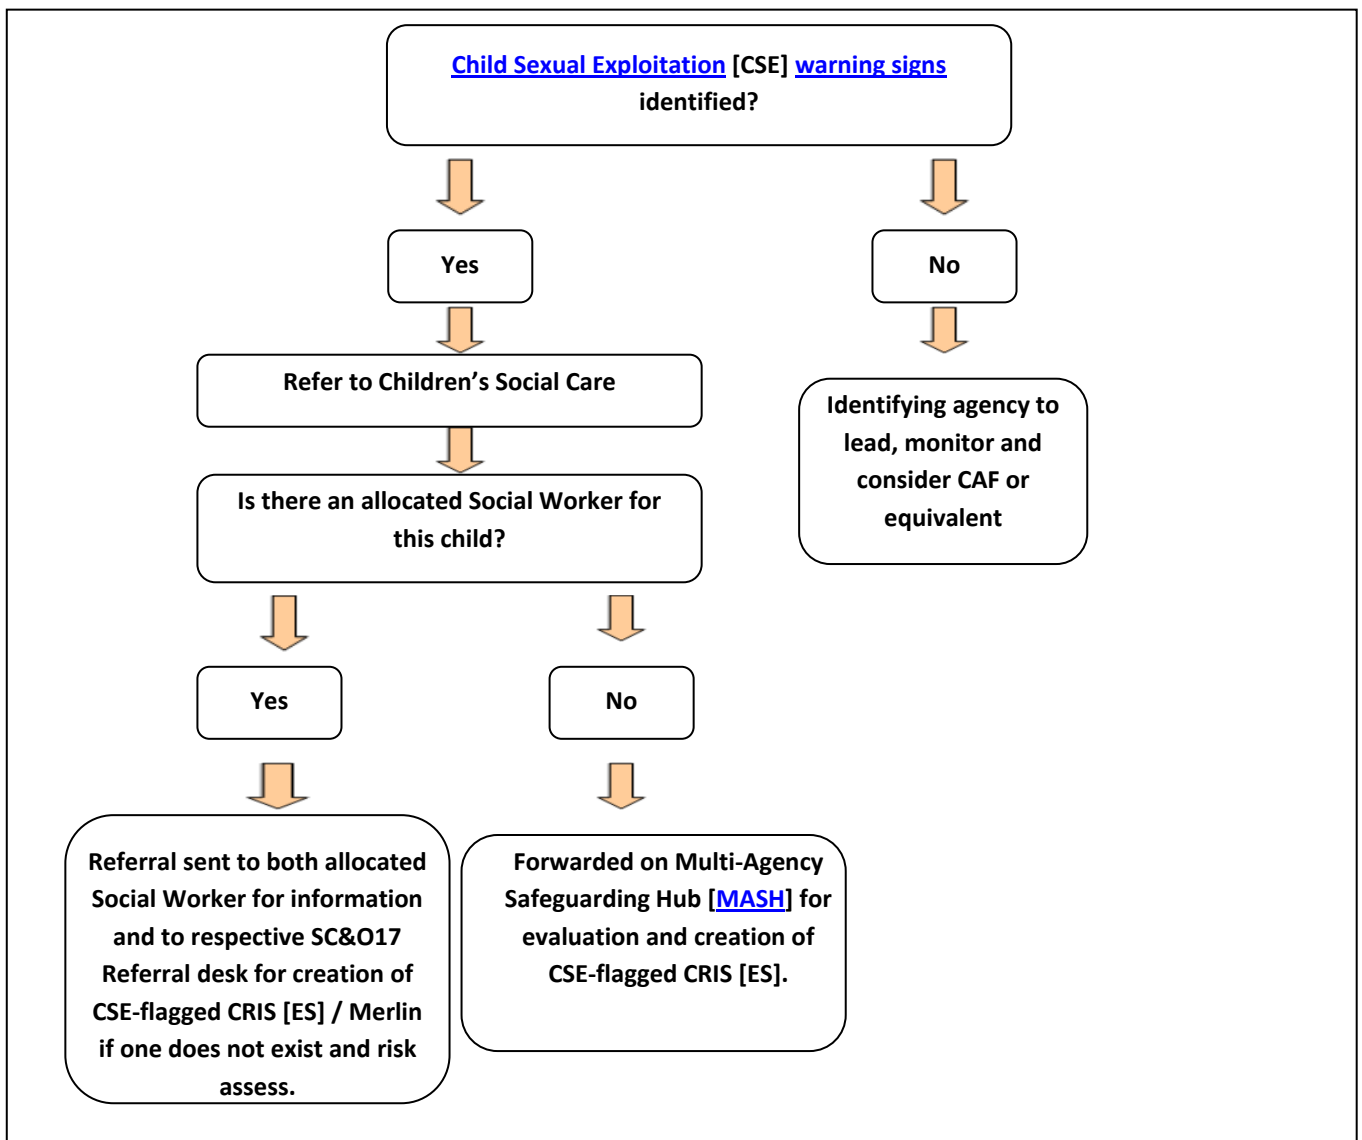 Child Sexual Exploitation [CSE] warning signs
identified?
Yes
No
Refer to Children's Social Care
Identifying agency to
lead, monitor and
consider CAF or
equivalent
Is there an allocated Social Worker for
this child?
Yes
No
Referral sent to both allocated
Social Worker for information
and to respective SC&O17
Referral desk for creation of
CSE-flagged CRIS [ES] / Merlin
if one does not exist and risk
assess.
Forwarded on Multi-Agency
Safeguarding Hub [MASH] for
evaluation and creation of
CSE-flagged CRIS [ES].